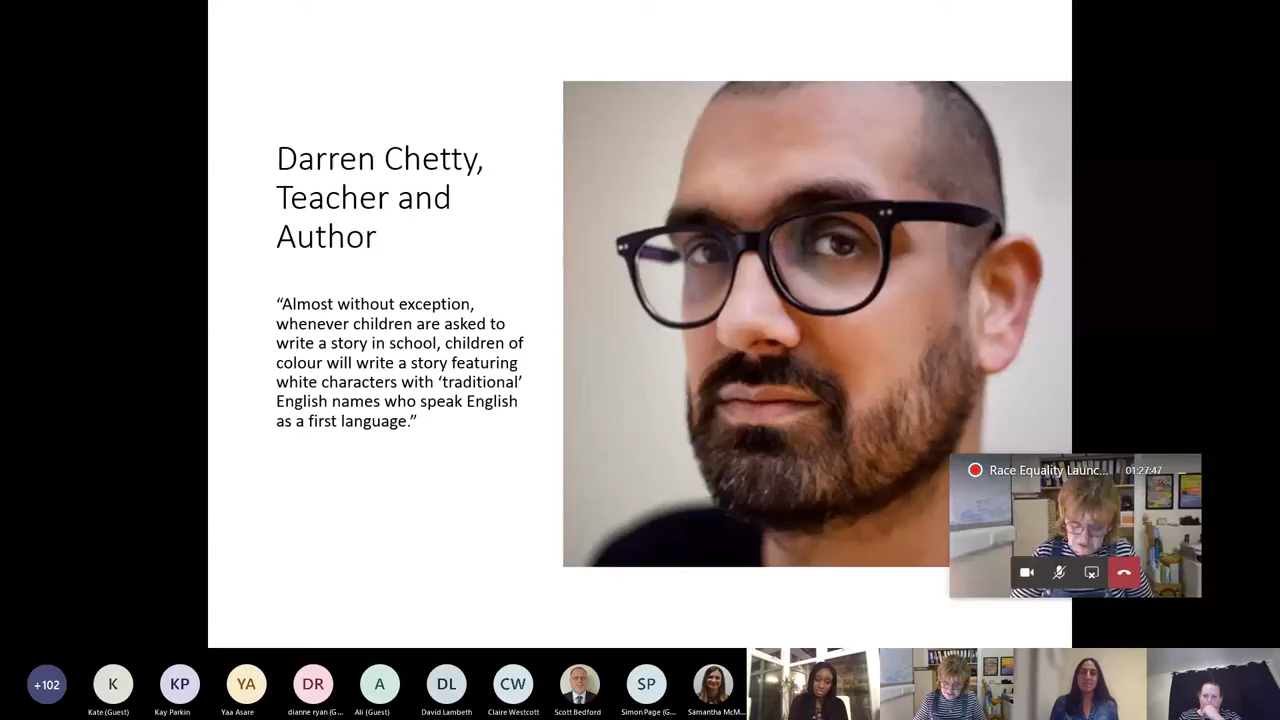 Darren Chetty,
Teacher and
Author
“Almost without exception,
whenever children are asked to
write a story in school, children of
colour will write a story featuring
white characters with ‘traditional’
English names who speak English
as a first language.”
Race Equality Launc... 01:27:47
+102 K KP YA DR A DL CW SP
Kate (Guest) Kay Parkin Yaa Asare dianne ryan (G... Ali (Guest) David Lambeth Claire Westcott Scott Bedford Simon Page (G... Samantha McM...